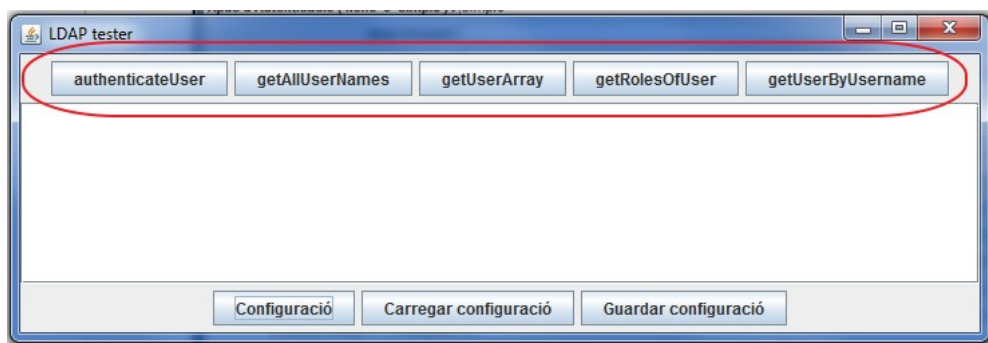 LDAP tester
authenticateUser getAllUserNames getUserArray getRolesOfUser getUserByUsername
Configuració Carregar configuració Guardar configuració